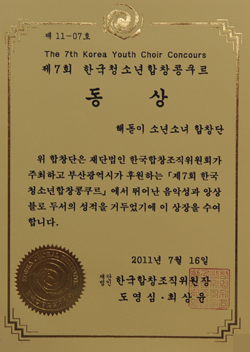 제 11-07호
The 7th Korea Youth Choir Concours
제7회 한국청소년합창콩쿠르
동 상
해동이 소년소녀 합창단
위 합창단은 재단법인 한국합창조직위원회가
주최하고 부산광역시가 후원하는 「제7회 한국
청소년합창콩쿠르」에서 뛰어난 음악성과 앙상
블로 두서의 성적을 거두었기에 이 상장을 수여
합니다.
2011년 7월 16일
재단
법인 한국합창조직위원장
도영심·최상윤